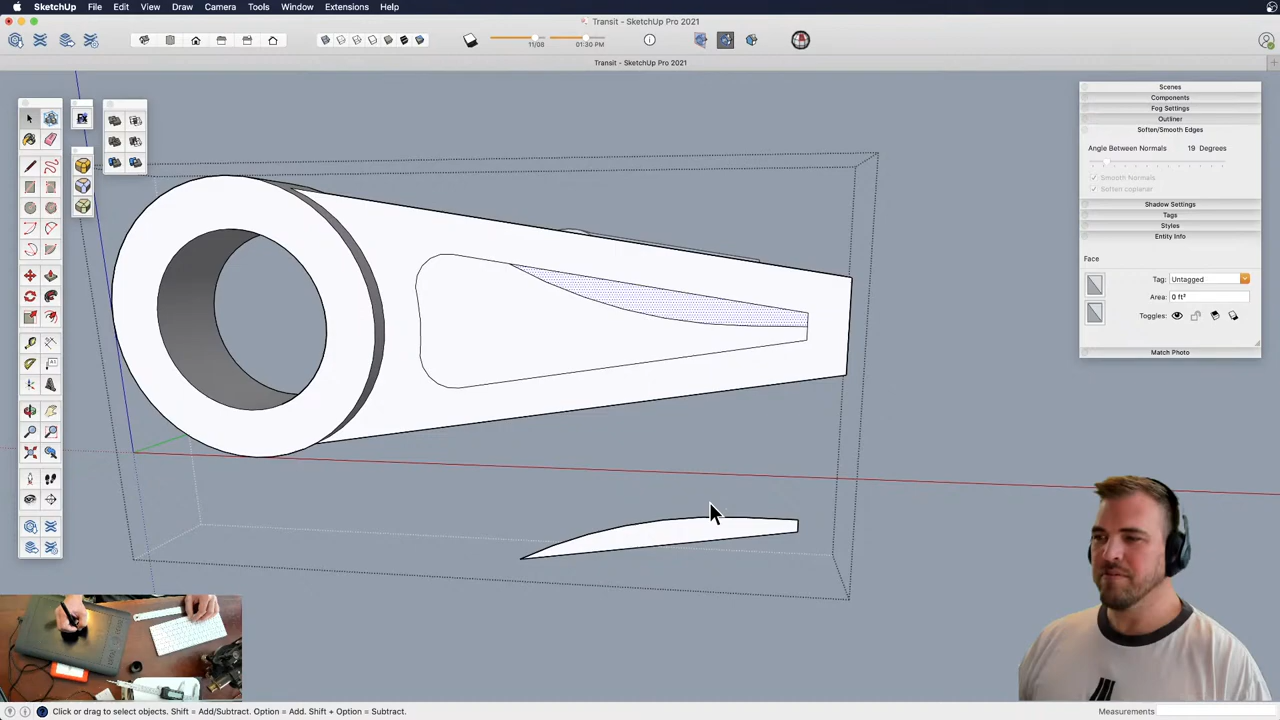 SketchUp File Edit View Draw Camera Tools Window Extensions Help
Transit - SketchUp Pro 2021
11/08 01:30 PM
Transit - SketchUp Pro 2021
Scenes
Components
Fog Settings
Outliner
Soften/Smooth Edges
Angle Between Normals 19 Degrees
Smooth Normals
Soften coplanar
Shadow Settings
Tags
Styles
Entity Info
Face
Tag: Untagged
Area: 0 ft²
Toggles:
Match Photo
Click or drag to select objects. Shift = Add/Subtract. Option = Add. Shift + Option = Subtract.
Measurements